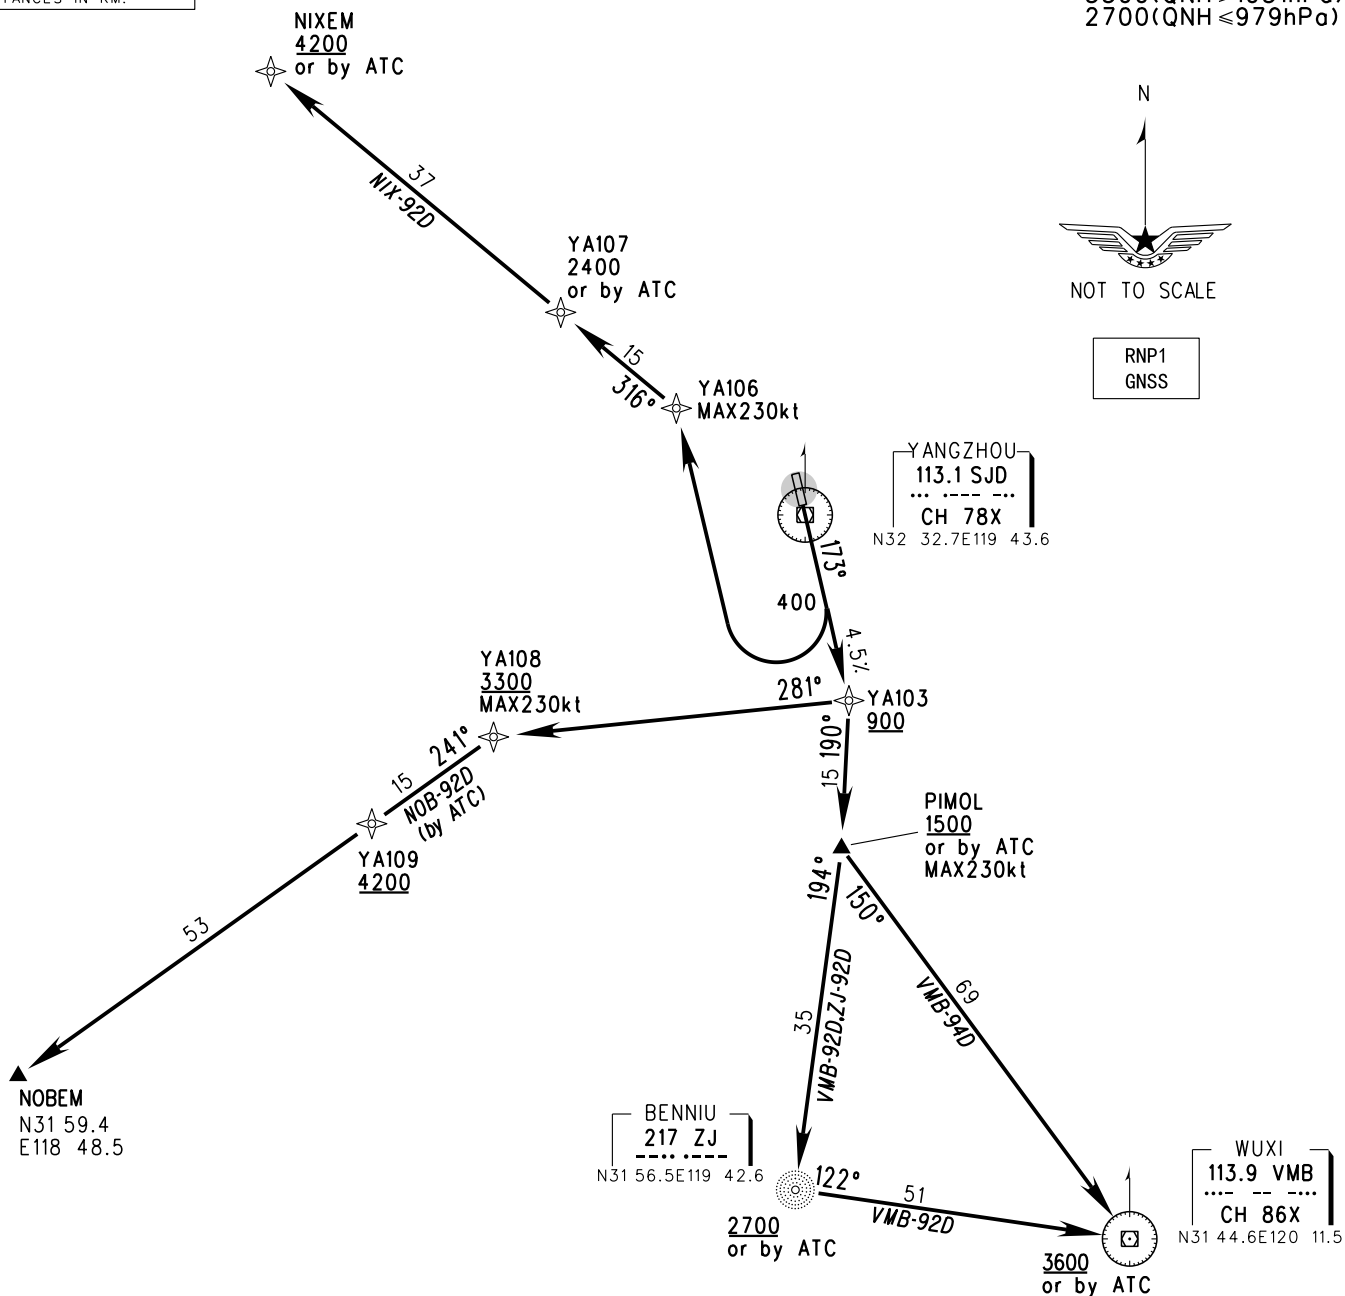 2700(QNH≤979hPa)
NIXEM
4200
or by ATC
N
37
NIX-92D
YA107
2400
or by ATC
NOT TO SCALE
RNP1
GNSS
15
316°
YA106
MAX230kt
YANGZHOU
113.1 SJD
··· ·--- -··
CH 78X
N32 32.7E119 43.6
173°
400
4.5%
YA108
3300
MAX230kt
281°
YA103
900
190°
15
241°
15
NOB-92D
(by ATC)
YA109
4200
PIMOL
1500
or by ATC
MAX230kt
194°
150°
53
69
VMB-94D
35
VMB-92D,ZJ-92D
NOBEM
N31 59.4
E118 48.5
BENNIU
217 ZJ
--·· ·---
N31 56.5E119 42.6
122°
51
VMB-92D
2700
or by ATC
WUXI
113.9 VMB
···- -- -···
CH 86X
N31 44.6E120 11.5
3600
or by ATC